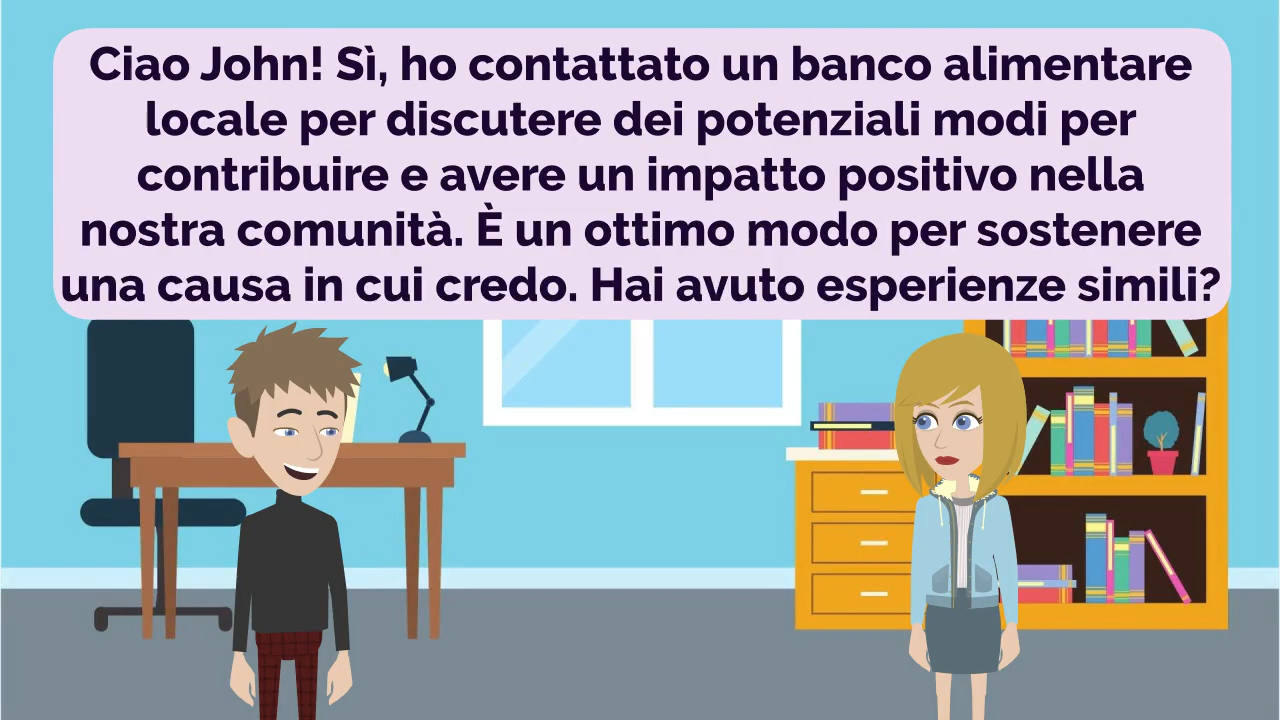 Ciao John! Sì, ho contattato un banco alimentare
locale per discutere dei potenziali modi per
contribuire e avere un impatto positivo nella
nostra comunità. È un ottimo modo per sostenere
una causa in cui credo. Hai avuto esperienze simili?